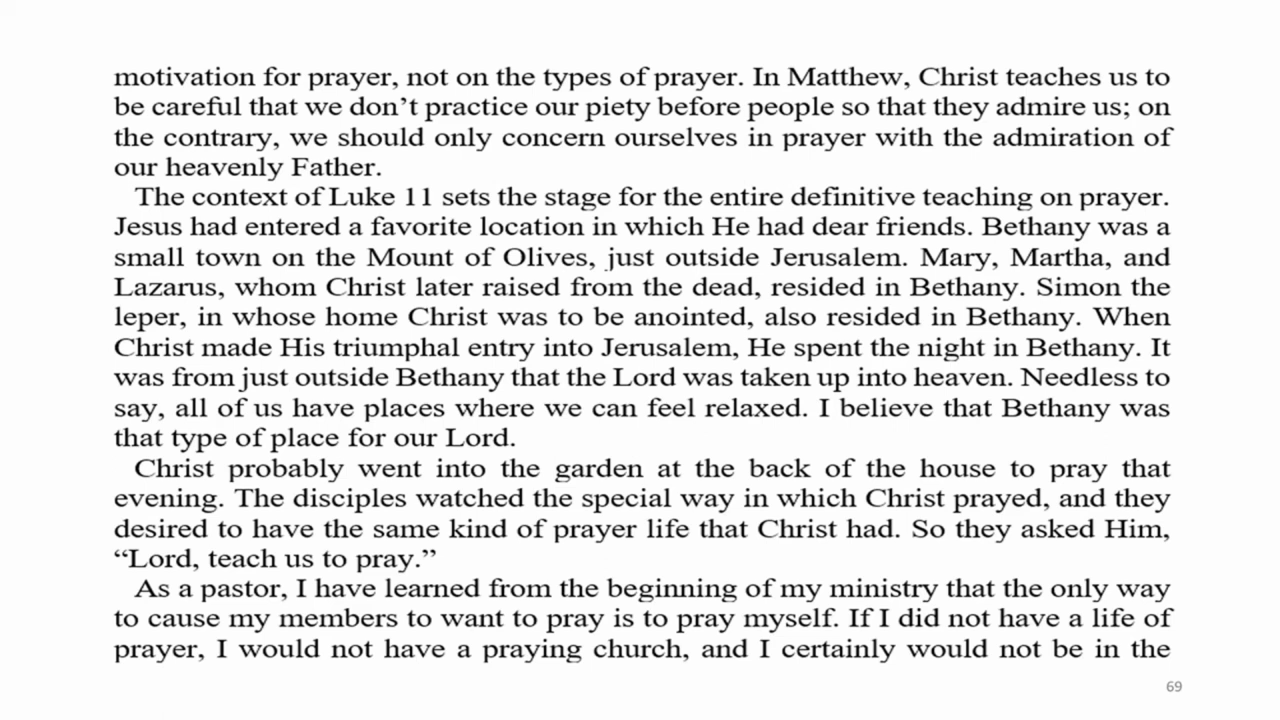 motivation for prayer, not on the types of prayer. In Matthew, Christ teaches us to
be careful that we don’t practice our piety before people so that they admire us; on
the contrary, we should only concern ourselves in prayer with the admiration of
our heavenly Father.
The context of Luke 11 sets the stage for the entire definitive teaching on prayer.
Jesus had entered a favorite location in which He had dear friends. Bethany was a
small town on the Mount of Olives, just outside Jerusalem. Mary, Martha, and
Lazarus, whom Christ later raised from the dead, resided in Bethany. Simon the
leper, in whose home Christ was to be anointed, also resided in Bethany. When
Christ made His triumphal entry into Jerusalem, He spent the night in Bethany. It
was from just outside Bethany that the Lord was taken up into heaven. Needless to
say, all of us have places where we can feel relaxed. I believe that Bethany was
that type of place for our Lord.
Christ probably went into the garden at the back of the house to pray that
evening. The disciples watched the special way in which Christ prayed, and they
desired to have the same kind of prayer life that Christ had. So they asked Him,
“Lord, teach us to pray.”
As a pastor, I have learned from the beginning of my ministry that the only way
to cause my members to want to pray is to pray myself. If I did not have a life of
prayer, I would not have a praying church, and I certainly would not be in the
69